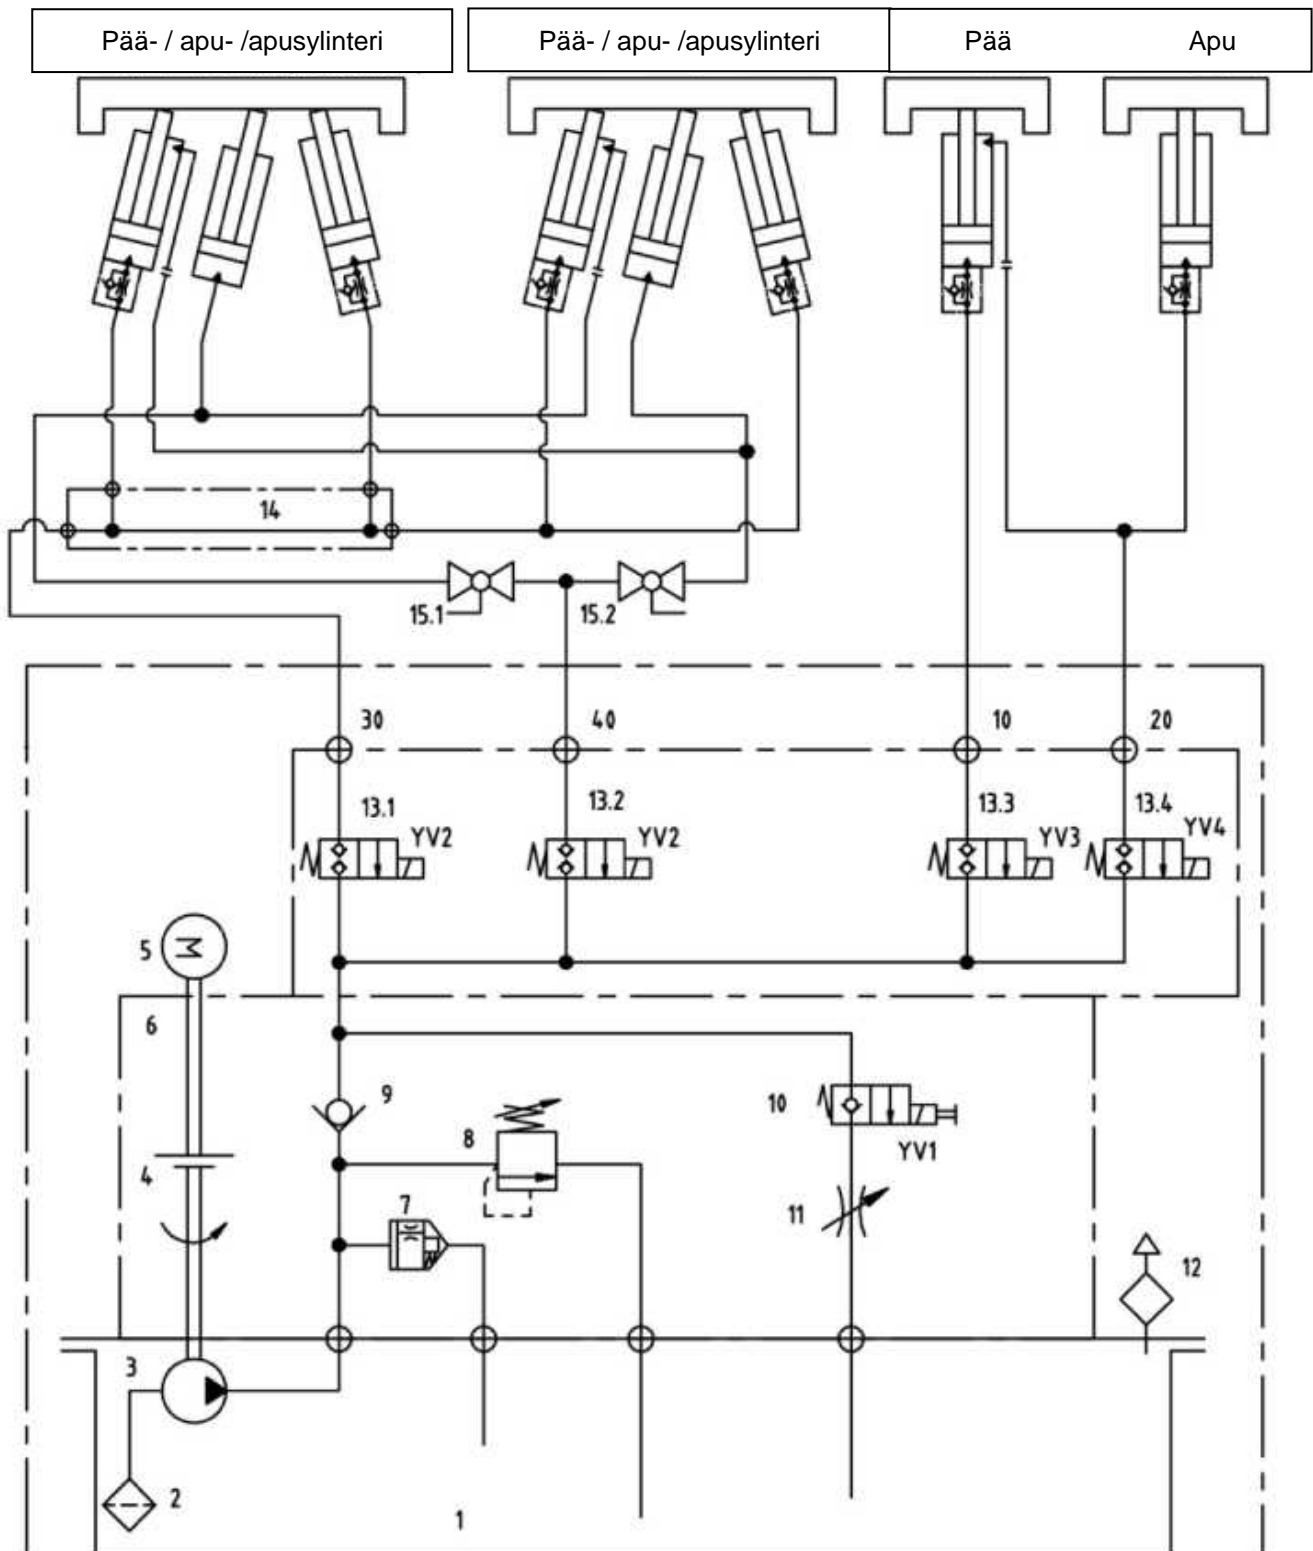 Pää- / apu- /apusylinteri
Pää- / apu- /apusylinteri
Pää Apu
14
15.1
15.2
30
40
10
20
13.1
YV2
13.2
YV2
13.3
YV3
13.4
YV4
5
M
6
9
8
10
YV1
4
7
11
12
3
2
1